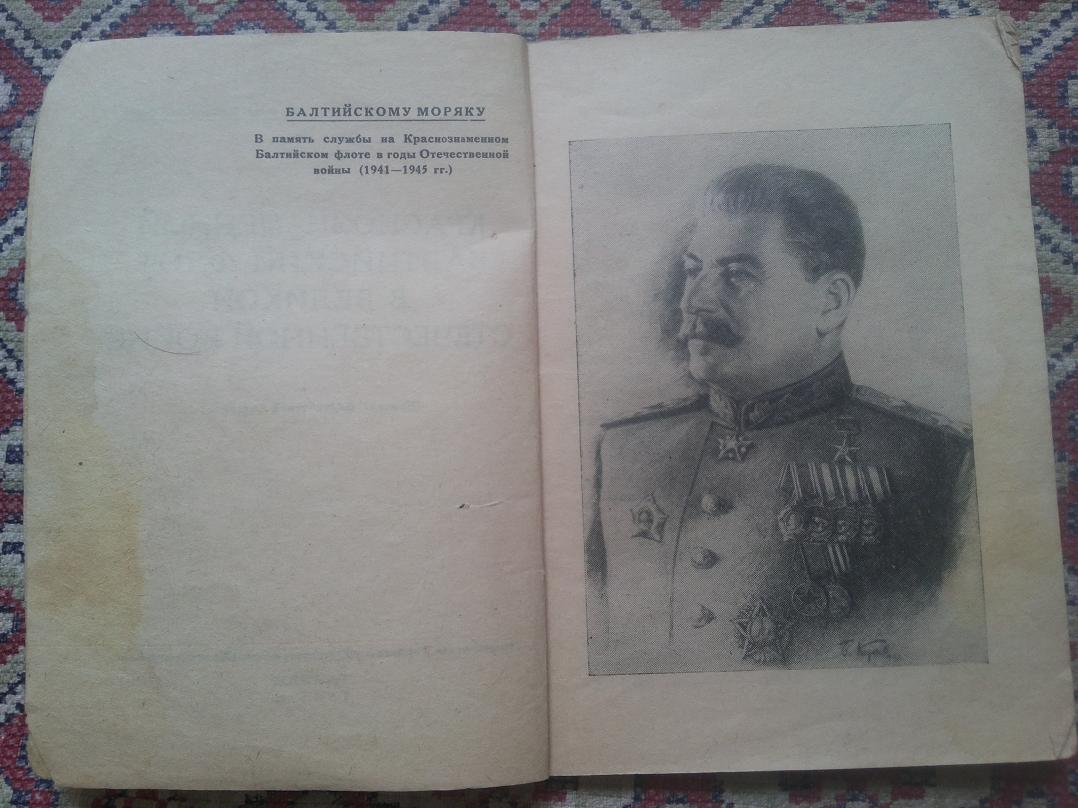 БАЛТИЙСКОМУ МОРЯКУ
В память службы на Краснознаменном
Балтийском флоте в годы Отечественной
войны (1941—1945 гг.)